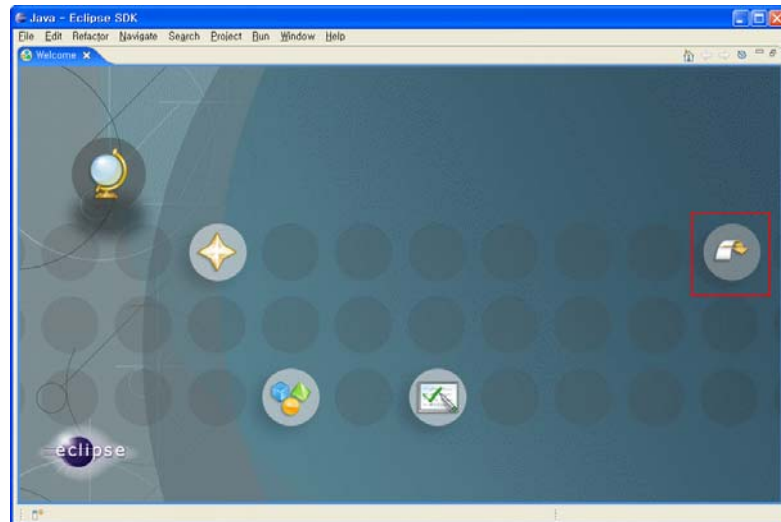 Java - Eclipse SDK
File Edit Refactor Navigate Search Project Run Window Help
Welcome
eclipse